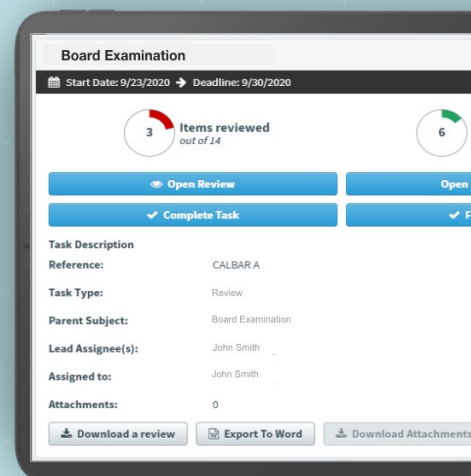 Board Examination
Start Date: 9/23/2020 → Deadline: 9/30/2020
3 Items reviewed
out of 14
6
Open Review
Open
Complete Task
F
Task Description
Reference: CALBAR A
Task Type: Review
Parent Subject: Board Examination
Lead Assignee(s): John Smith
Assigned to: John Smith
Attachments: 0
Download a review
Export To Word
Download Attachments